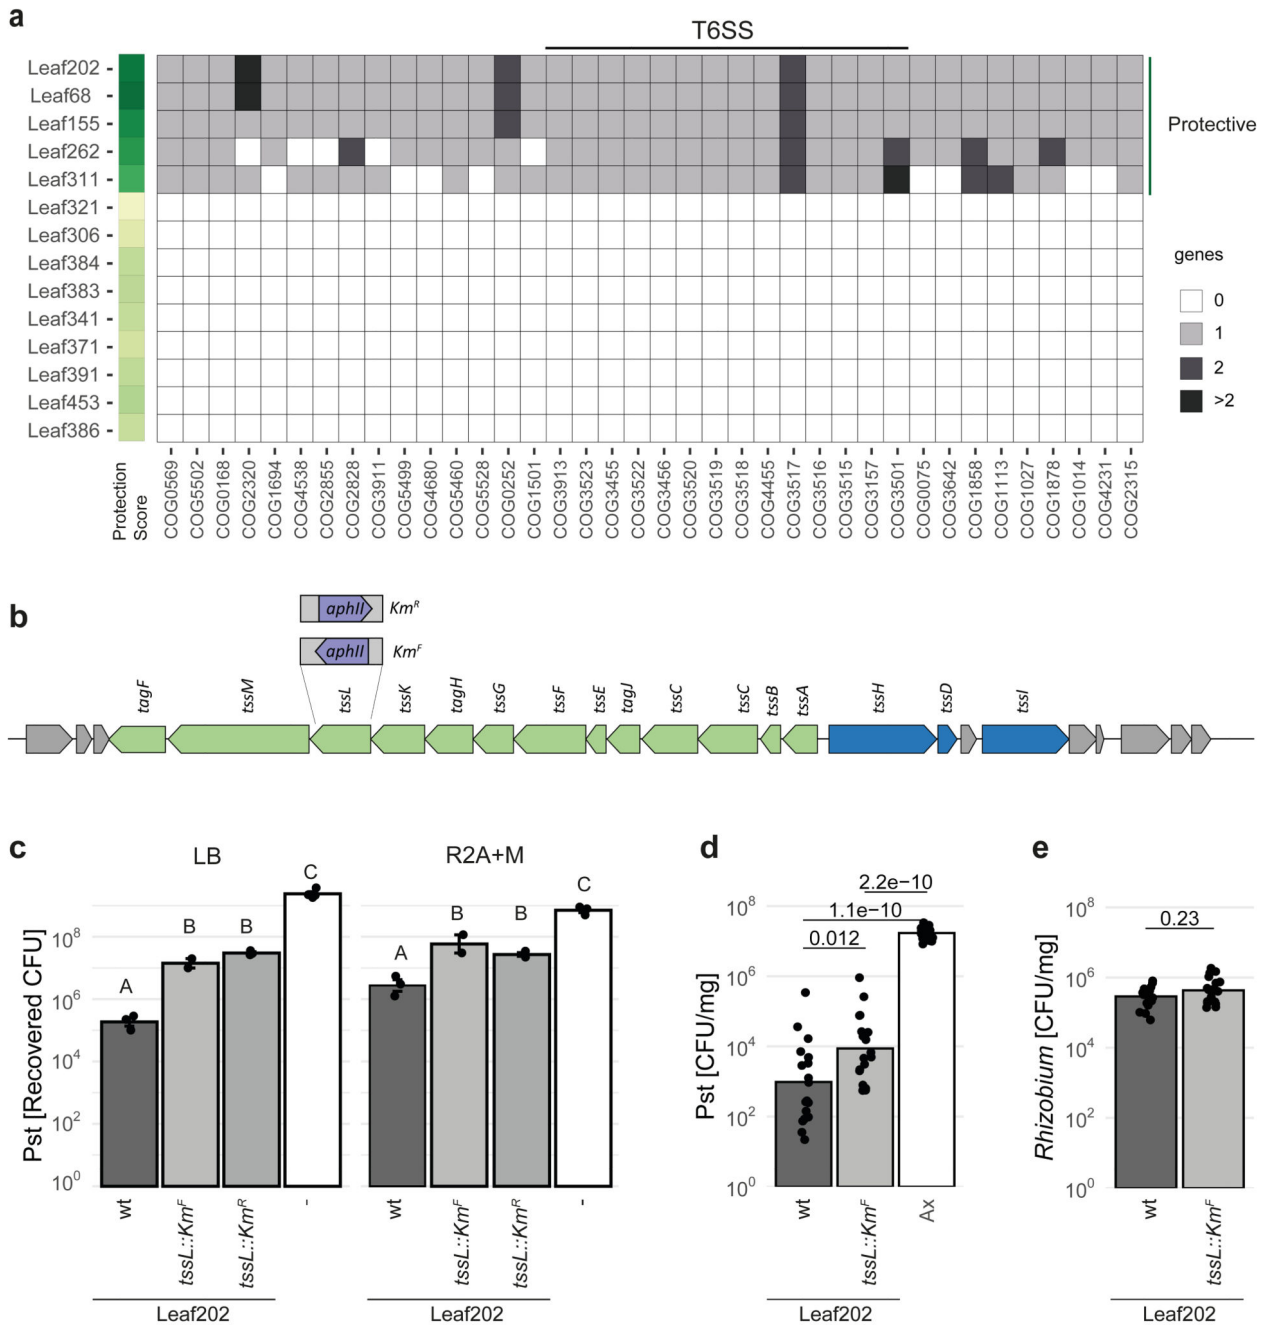 a
T6SS
Leaf202
Leaf68
Leaf155
Leaf262
Leaf311
Leaf321
Leaf306
Leaf384
Leaf383
Leaf341
Leaf371
Leaf391
Leaf453
Leaf386
Protective
genes
0
1
2
>2
Protection
Score
COG0569
COG5502
COG0168
COG2320
COG1694
COG4538
COG2855
COG2828
COG3911
COG5499
COG4680
COG5460
COG5528
COG0252
COG1501
COG3913
COG3523
COG3455
COG3522
COG3456
COG3520
COG3519
COG3518
COG4455
COG3517
COG3516
COG3515
COG3157
COG3501
COG0075
COG3642
COG1858
COG1113
COG1027
COG1878
COG1014
COG4231
COG2315
b
aphII KmR
aphII KmF
tagF
tssM
tssL
tssK
tagH
tssG
tssF
tssE
tagJ
tssC
tssC
tssB
tssA
tssH
tssD
tssI
c
LB
R2A+M
Pst [Recovered CFU]
10^8
10^6
10^4
10^2
10^0
A
B
B
C
A
B
B
C
wt
tssL::KmF
tssL::KmR
-
wt
tssL::KmF
tssL::KmR
-
Leaf202
Leaf202
d
2.2e−10
1.1e−10
0.012
Pst [CFU/mg]
10^8
10^6
10^4
10^2
10^0
wt
tssL::KmF
Ax
Leaf202
e
0.23
Rhizobium [CFU/mg]
10^8
10^6
10^4
10^2
10^0
wt
tssL::KmF
Leaf202